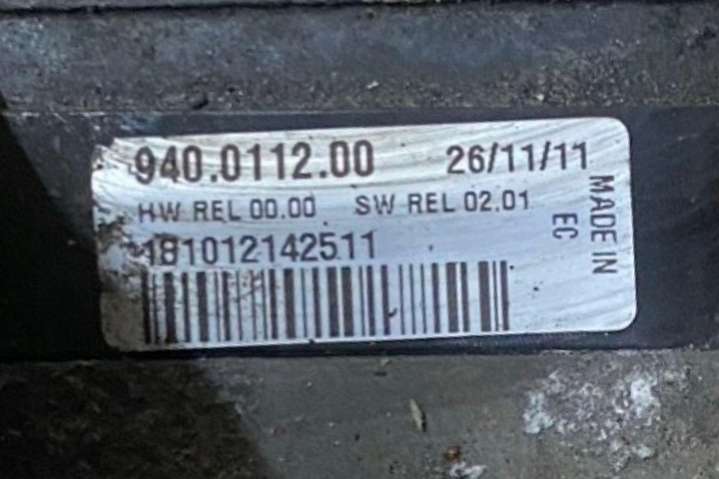 940.0112.00 26/11/11
HW REL 00.00 SW REL 02.01
181012142511
MADE IN
EC